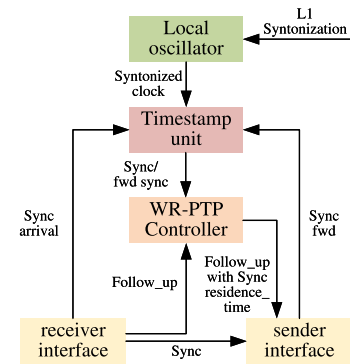 L1
Syntonization
Local
oscillator
Syntonized
clock
Timestamp
unit
Sync/
fwd sync
Sync
arrival
WR-PTP
Controller
Sync
fwd
Follow_up
Follow_up
with Sync
residence_
time
receiver
interface
Sync
sender
interface